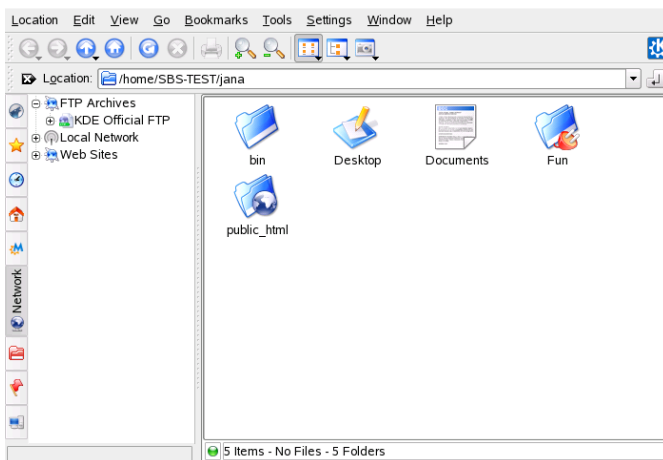 Location Edit View Go Bookmarks Tools Settings Window Help
Location: /home/SBS-TEST/jana
FTP Archives
KDE Official FTP
Local Network
Web Sites
Network
bin Desktop Documents Fun
public_html
5 Items - No Files - 5 Folders